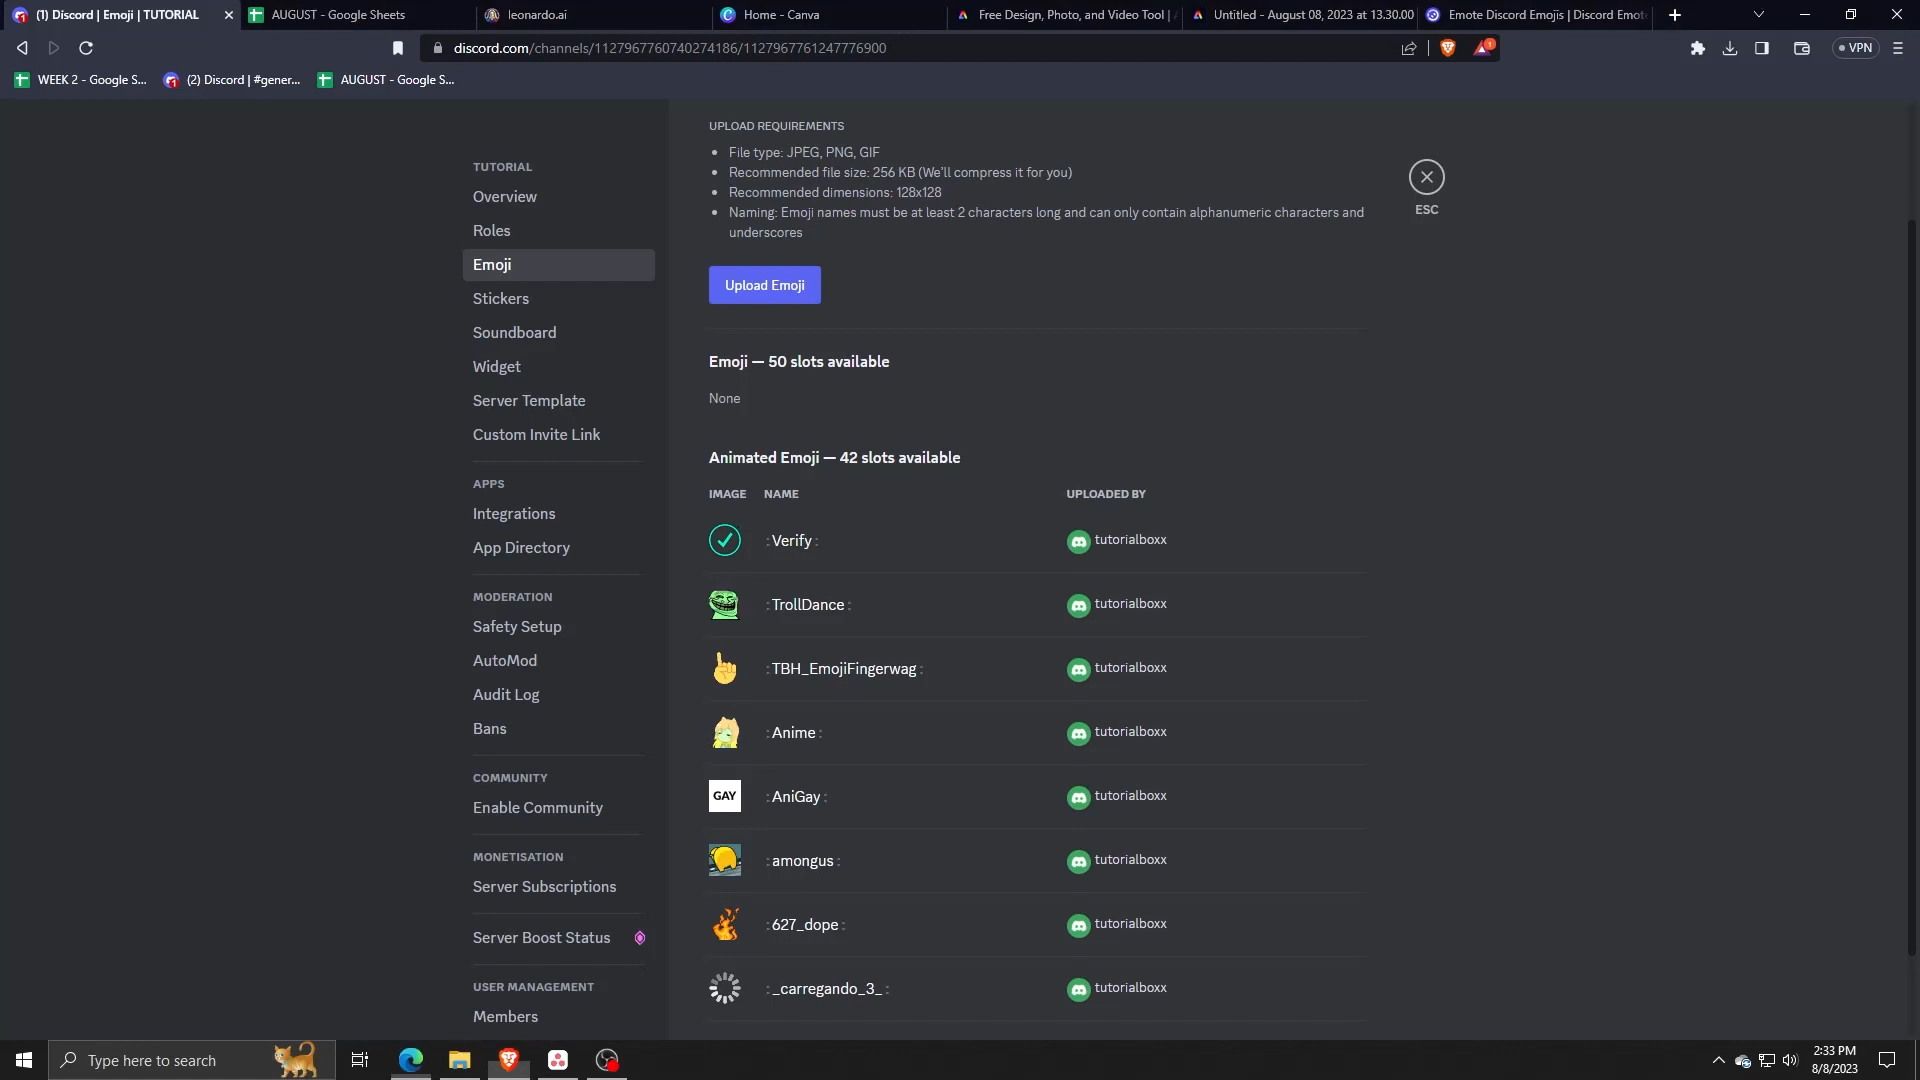 (1) Discord | Emoji | TUTORIAL
AUGUST - Google Sheets
leonardo.ai
Home - Canva
Free Design, Photo, and Video Tool |
Untitled - August 08, 2023 at 13.30.00
Emote Discord Emojis | Discord Emot
discord.com/channels/1127967760740274186/1127967761247776900
1
VPN
WEEK 2 - Google S...
(2) Discord | #gener...
AUGUST - Google S...
TUTORIAL
Overview
Roles
Emoji
Stickers
Soundboard
Widget
Server Template
Custom Invite Link
APPS
Integrations
App Directory
MODERATION
Safety Setup
AutoMod
Audit Log
Bans
COMMUNITY
Enable Community
MONETISATION
Server Subscriptions
Server Boost Status
USER MANAGEMENT
Members
UPLOAD REQUIREMENTS
File type: JPEG, PNG, GIF
Recommended file size: 256 KB (We'll compress it for you)
Recommended dimensions: 128x128
Naming: Emoji names must be at least 2 characters long and can only contain alphanumeric characters and
underscores
ESC
Upload Emoji
Emoji — 50 slots available
None
Animated Emoji — 42 slots available
IMAGE NAME UPLOADED BY
:Verify: tutorialboxx
:TrollDance: tutorialboxx
:TBH_EmojiFingerwag: tutorialboxx
:Anime: tutorialboxx
GAY :AniGay: tutorialboxx
:amongus: tutorialboxx
:627_dope: tutorialboxx
:_carregando_3_: tutorialboxx
Type here to search
2:33 PM
8/8/2023